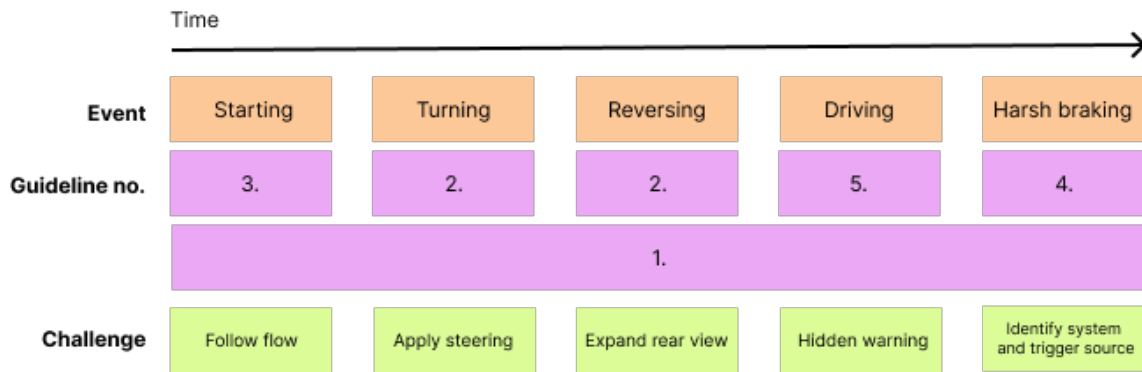 Time
Event
Starting
Turning
Reversing
Driving
Harsh braking
Guideline no.
3.
2.
2.
5.
4.
1.
Challenge
Follow flow
Apply steering
Expand rear view
Hidden warning
Identify system
and trigger source